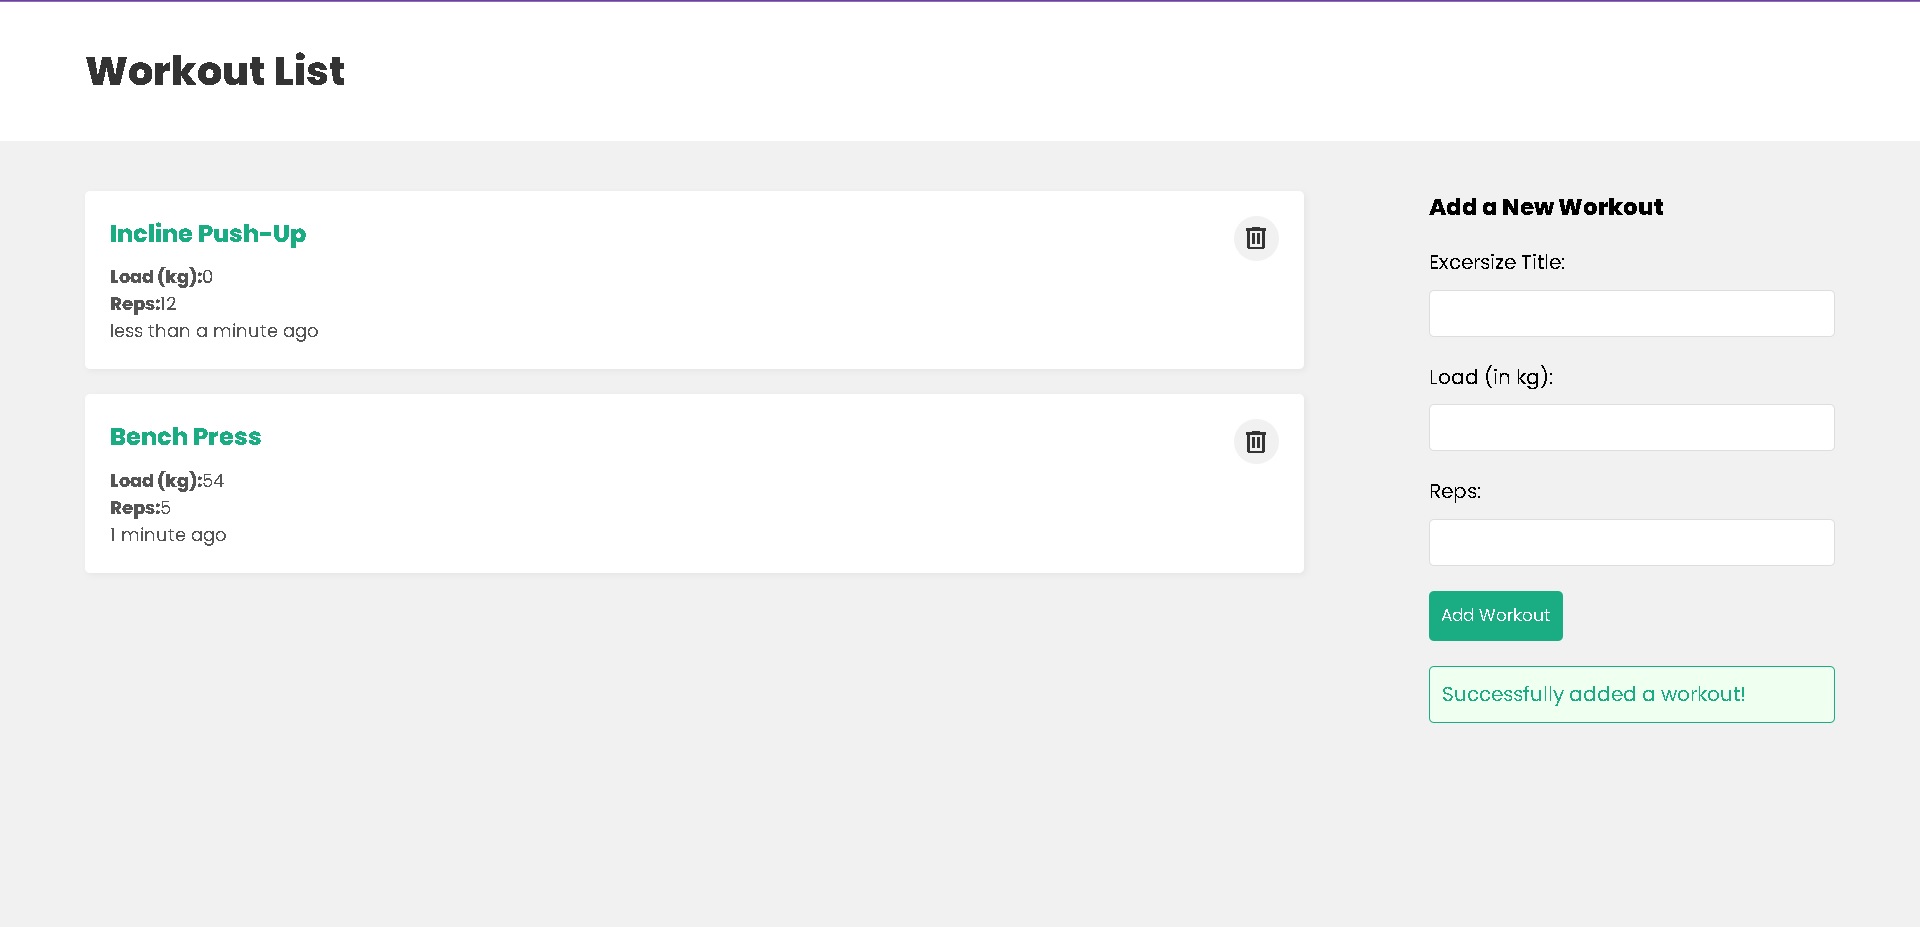 Workout List
Incline Push-Up
Load (kg):0
Reps:12
less than a minute ago
Bench Press
Load (kg):54
Reps:5
1 minute ago
Add a New Workout
Excersize Title:
Load (in kg):
Reps:
Add Workout
Successfully added a workout!